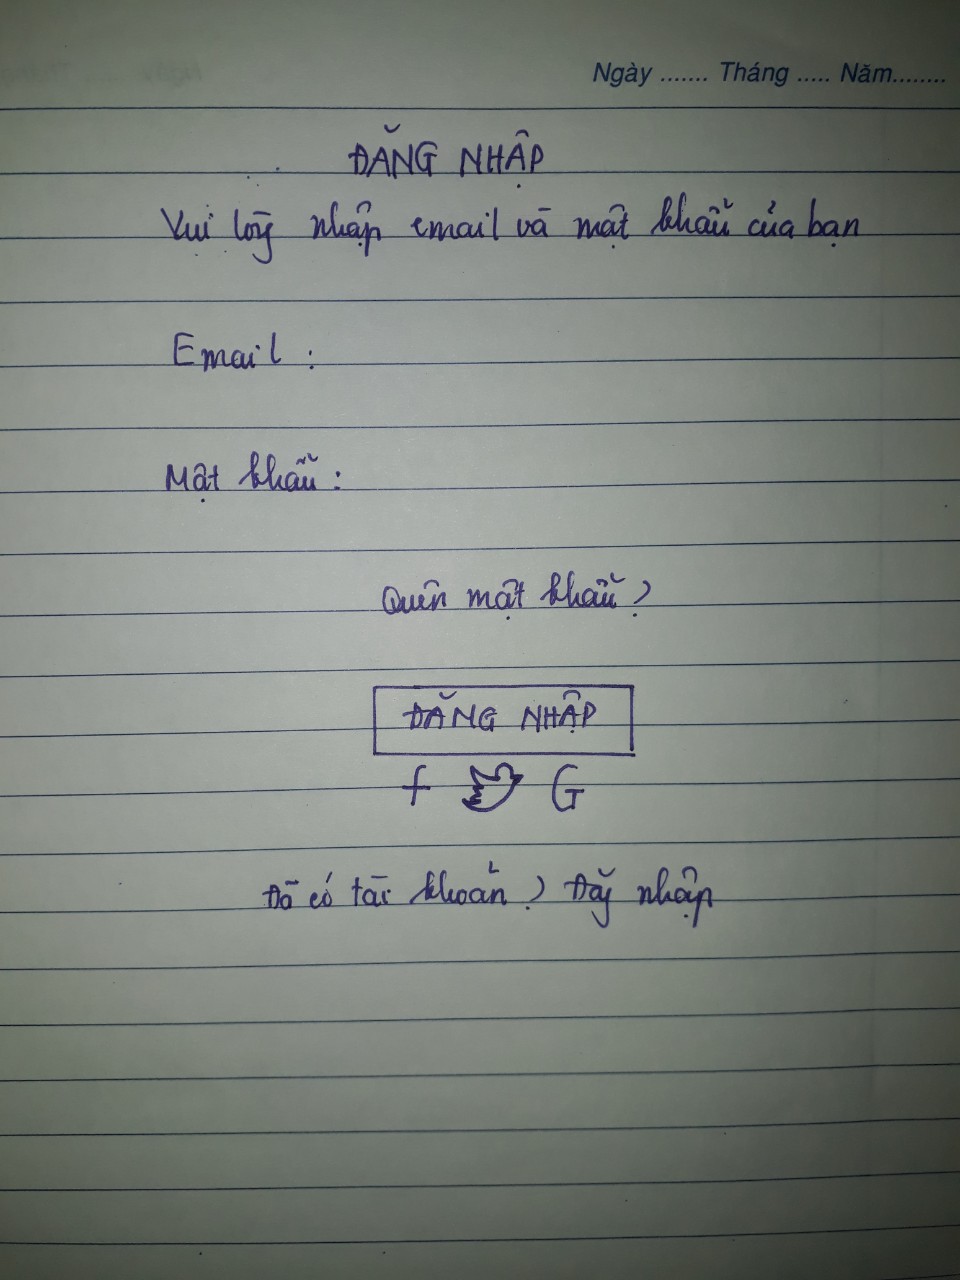 Ngày ....... Tháng ..... Năm........
ĐĂNG NHẬP
Vui lòng nhập email và mật khẩu của bạn
Email :
Mật khẩu :
Quên mật khẩu ?
ĐĂNG NHẬP
f G
Đã có tài khoản ? Đăng nhập